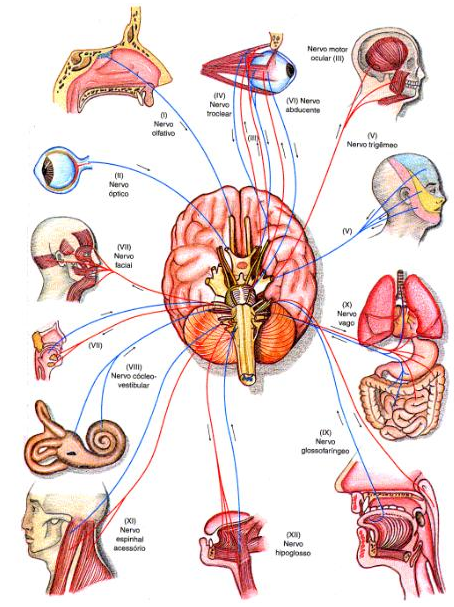 (I)
Nervo
olfativo
(IV)
Nervo
troclear
(III)
(VI) Nervo
abducente
Nervo motor
ocular (III)
(V)
Nervo trigêmeo
(II)
Nervo
óptico
(V)
(VII)
Nervo
facial
(VII)
(X)
Nervo
vago
(VIII)
Nervo cócleo-
vestibular
(IX)
Nervo
glossofaríngeo
(XI)
Nervo
espinhal
acessório
(XII)
Nervo
hipoglosso